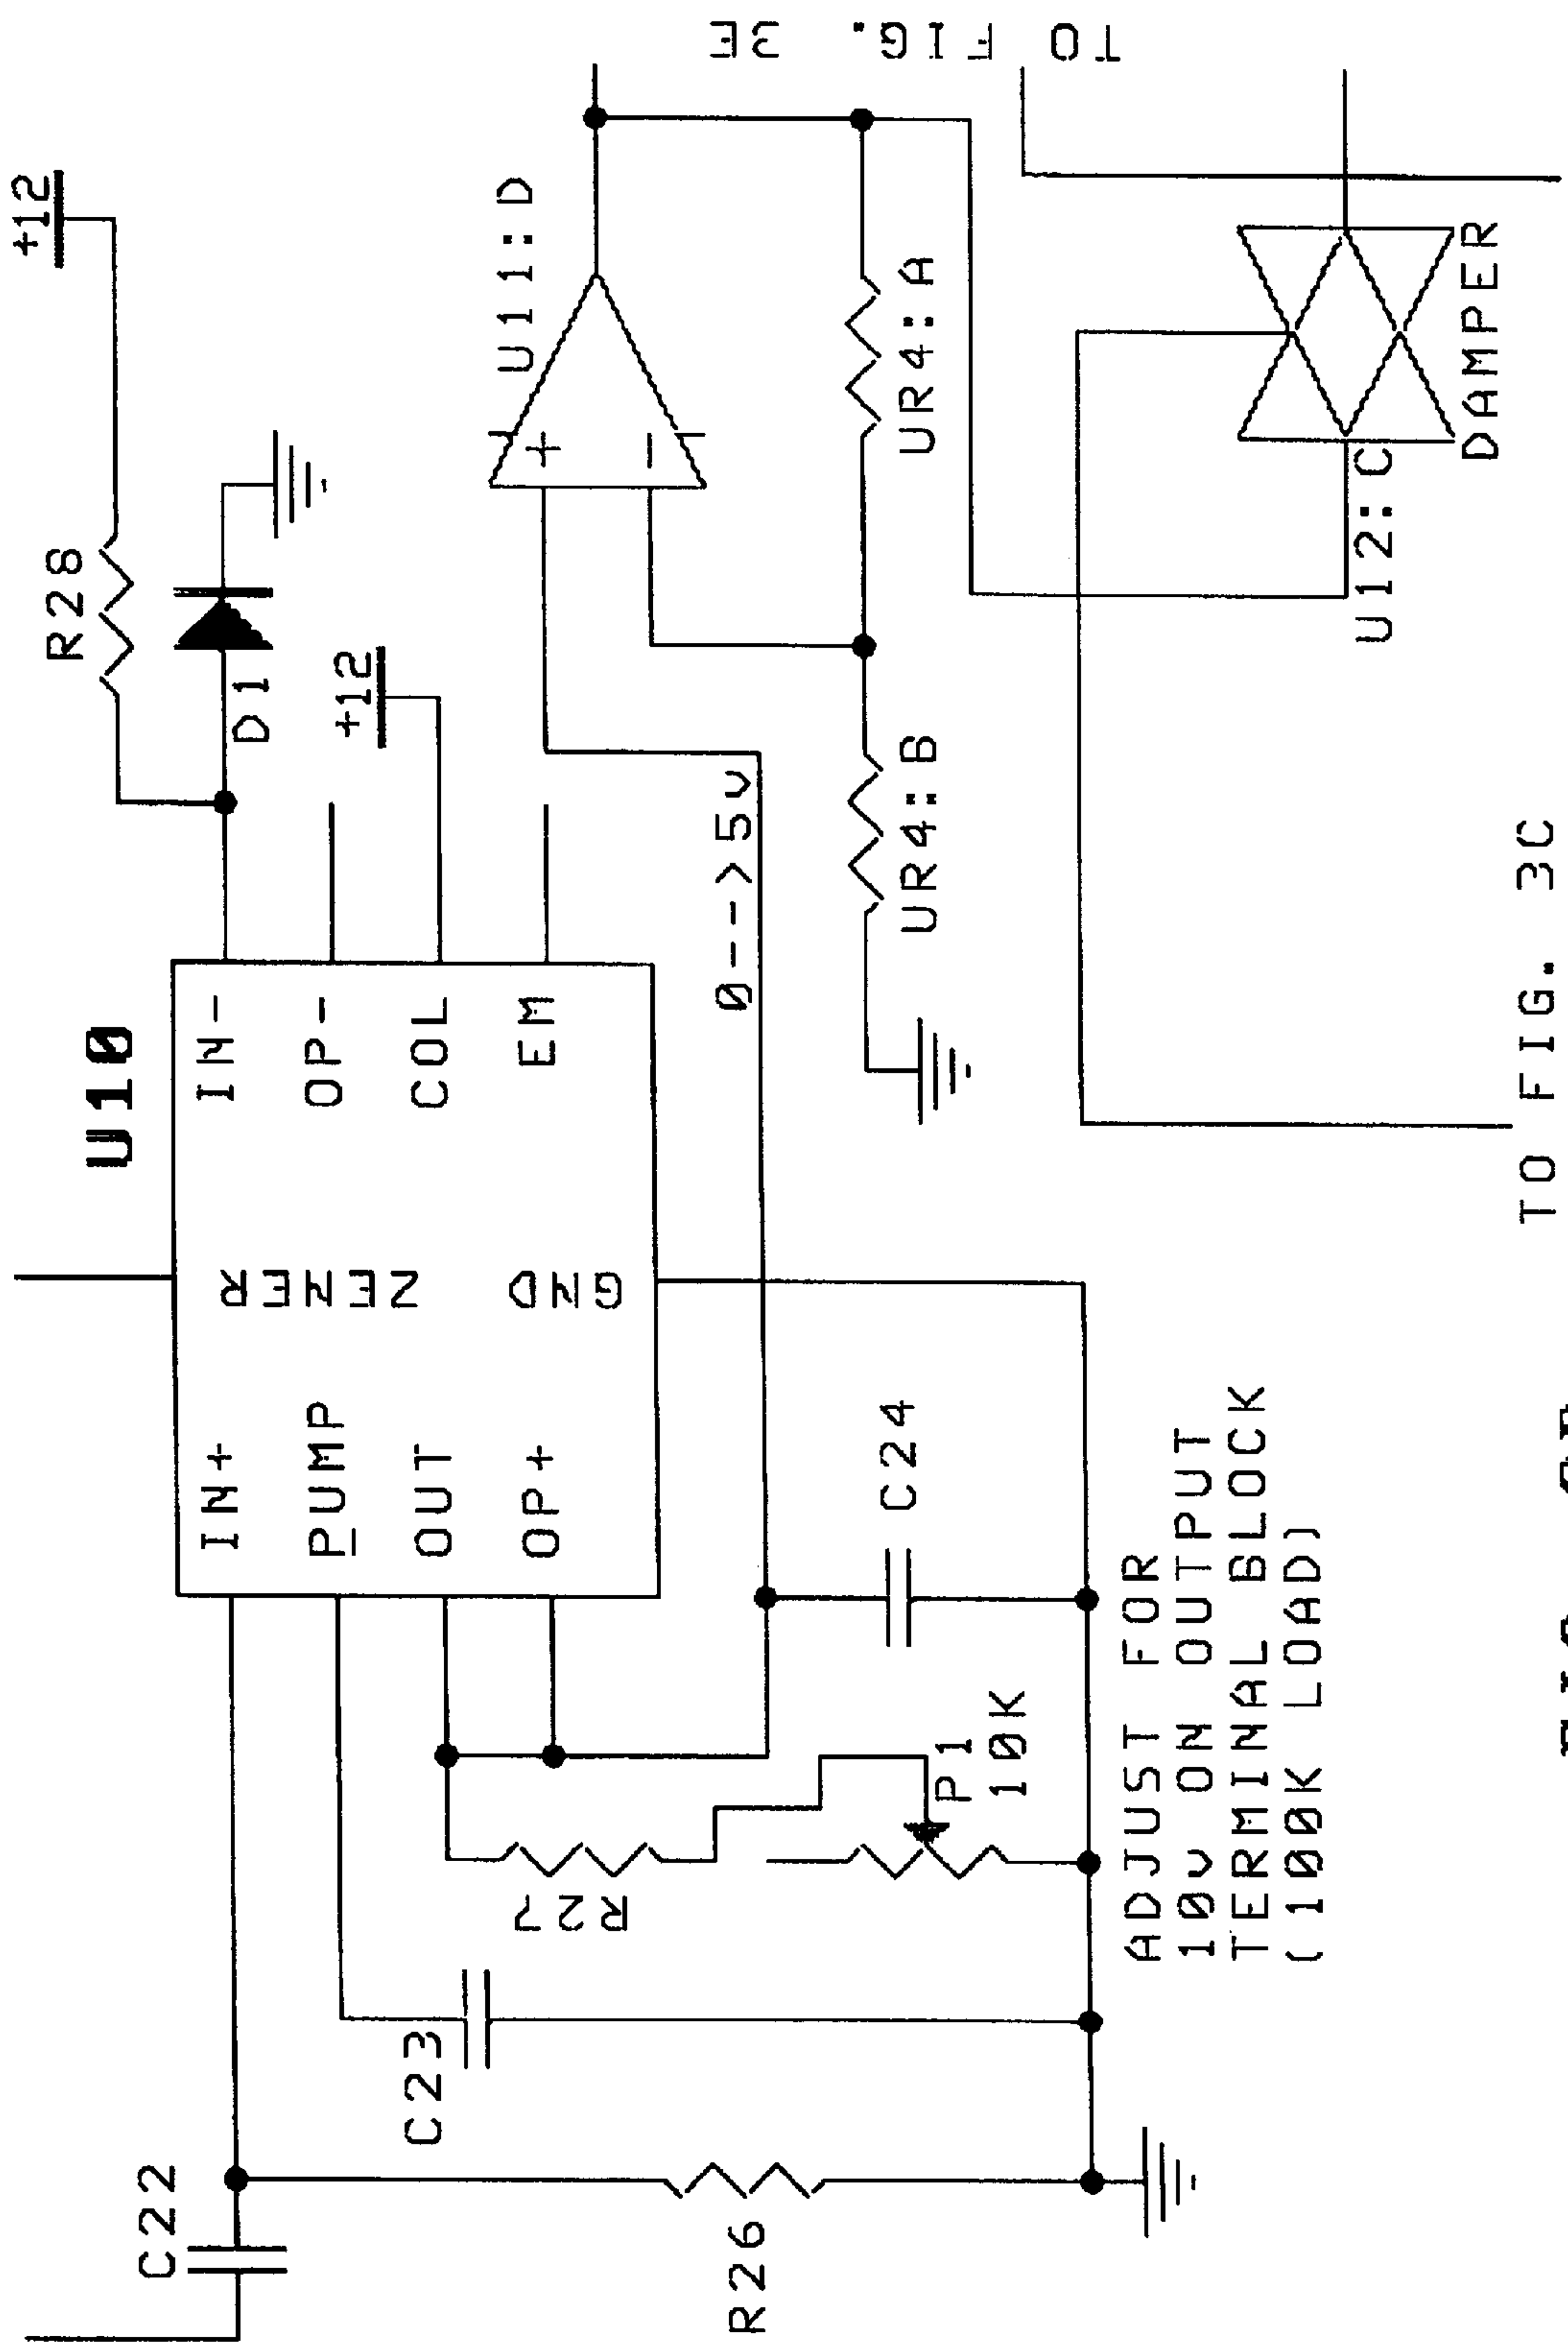 +12
R28
D1
U10
+12
IN+
PUMP
OUT
OP+
ZENER
GND
IN-
OP-
COL
EM
C22
C23
R26
R27
P1
10K
C24
0-->5v
U11:D
+
-
UR4:A
UR4:B
U12:C
DAMPER
ADJUST FOR
10v ON OUTPUT
TERMINAL BLOCK
(100K LOAD)
TO FIG. 3E
TO FIG. 3C